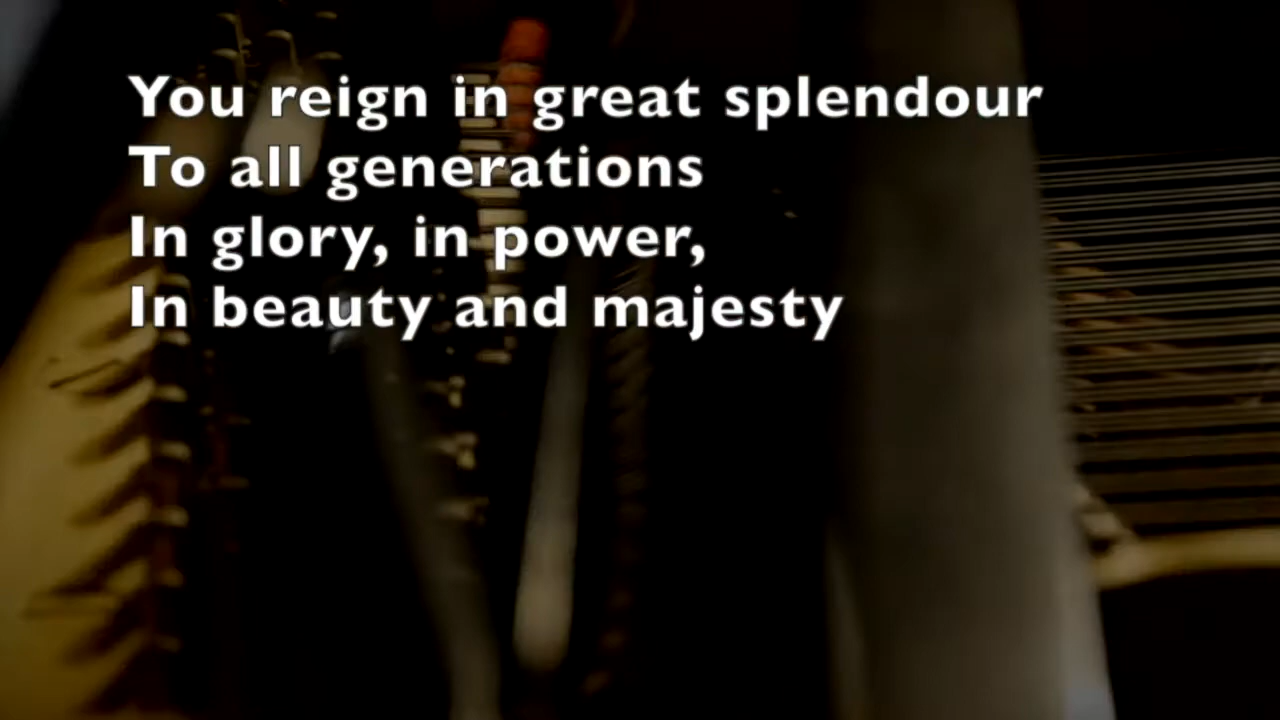 You reign in great splendour
To all generations
In glory, in power,
In beauty and majesty